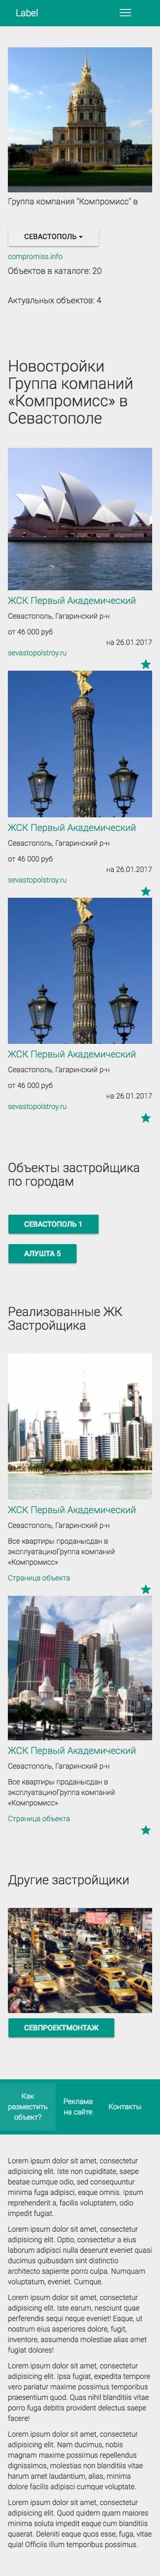 Label
Группа компания "Компромисс" в
СЕВАСТОПОЛЬ
compromiss.info
Объектов в каталоге: 20
Актуальных объектов: 4
Новостройки
Группа компаний
«Компромисс» в
Севастополе
ЖСК Первый Академический
Севастополь, Гагаринский р-н
от 46 000 руб
на 26.01.2017
sevastopolstroy.ru
ЖСК Первый Академический
Севастополь, Гагаринский р-н
от 46 000 руб
на 26.01.2017
sevastopolstroy.ru
ЖСК Первый Академический
Севастополь, Гагаринский р-н
от 46 000 руб
на 26.01.2017
sevastopolstroy.ru
Объекты застройщика
по городам
СЕВАСТОПОЛЬ 1
АЛУШТА 5
Реализованные ЖК
Застройщика
ЖСК Первый Академический
Севастополь, Гагаринский р-н
Все квартиры проданысдан в
эксплуатациюГруппа компаний
«Компромисс»
Страница объекта
ЖСК Первый Академический
Севастополь, Гагаринский р-н
Все квартиры проданысдан в
эксплуатациюГруппа компаний
«Компромисс»
Страница объекта
Другие застройщики
СЕВПРОЕКТМОНТАЖ
Как
разместить
объект?
Реклама
на сайте
Контакты
Lorem ipsum dolor sit amet, consectetur
adipisicing elit. Iste non cupiditate, saepe
beatae cumque odio, sed consequuntur
minima fuga adipisci, eaque omnis. Ipsum
reprehenderit a, facilis voluptatem, odio
impedit fugiat.
Lorem ipsum dolor sit amet, consectetur
adipisicing elit. Optio, consectetur a eius
laborum adipisci nulla deserunt eveniet quasi
ducimus quibusdam sint distinctio
architecto sapiente porro culpa. Numquam
voluptatum, eveniet. Cumque.
Lorem ipsum dolor sit amet, consectetur
adipisicing elit. Iste earum, nesciunt quae
perferendis sequi neque eveniet! Eaque, ut
nostrum eius asperiores dolore, fugit,
inventore, assumenda molestiae alias amet
fugiat dolores!
Lorem ipsum dolor sit amet, consectetur
adipisicing elit. Ipsa fugiat, expedita tempore
vero pariatur maxime possimus temporibus
praesentium quod. Quas nihil blanditiis vitae
porro fuga debitis provident delectus saepe
facere!
Lorem ipsum dolor sit amet, consectetur
adipisicing elit. Nam ducimus, nobis
magnam maxime possimus repellendus
dignissimos, molestias non blanditiis vitae
harum amet laudantium, alias, minima
dolore facilis adipisci cumque voluptate.
Lorem ipsum dolor sit amet, consectetur
adipisicing elit. Quod quidem quam maiores
minima soluta impedit eaque cum blanditiis
quaerat. Deleniti eaque quos esse, fuga, vitae
quia! Officiis illum temporibus possimus.